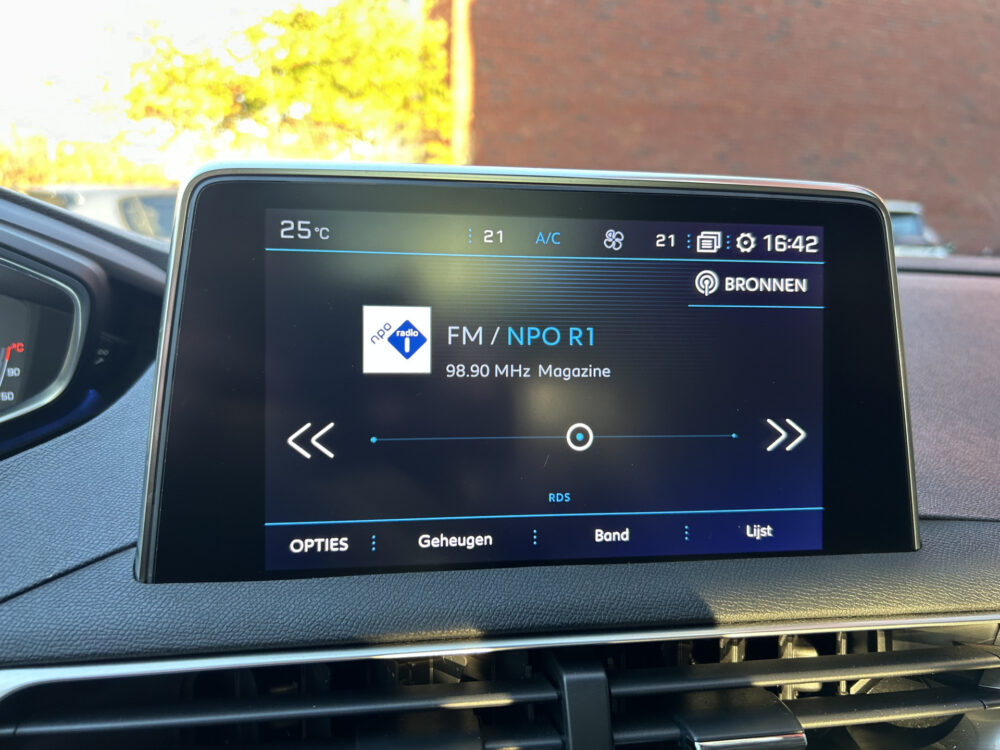 25°C 21 A/C 21 16:42
BRONNEN
npo radio 1
FM / NPO R1
98.90 MHz Magazine
°C
90
RDS
OPTIES Geheugen Band Lijst